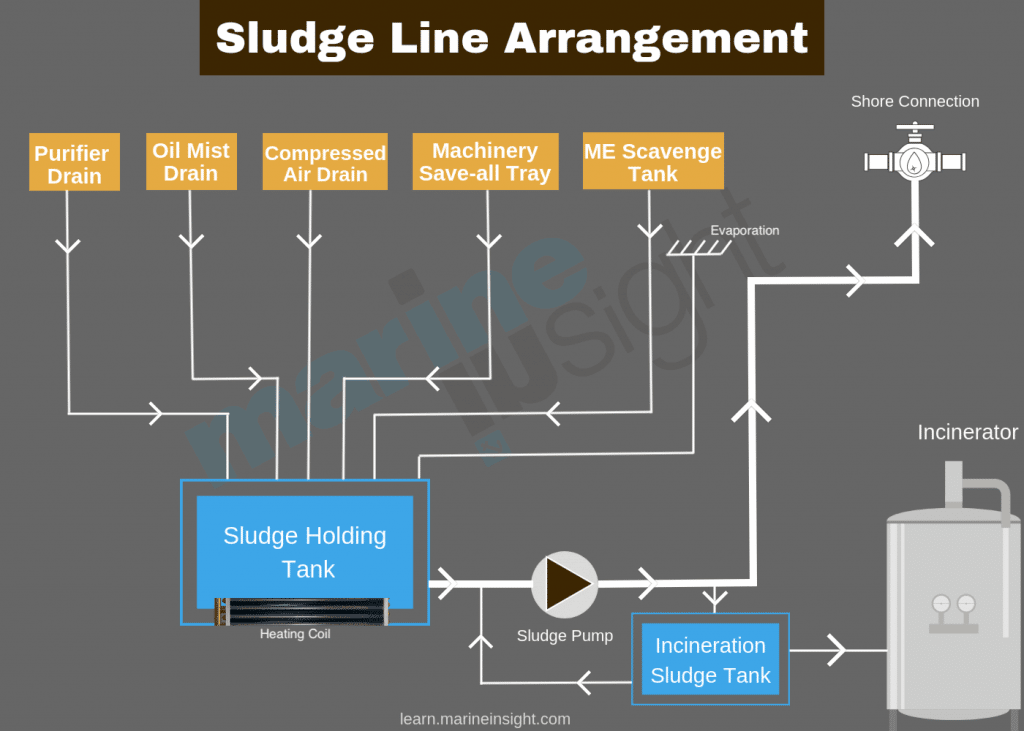 Sludge Line Arrangement
Shore Connection
Purifier
Drain
Oil Mist
Drain
Compressed
Air Drain
Machinery
Save-all Tray
ME Scavenge
Tank
Evaporation
marine
insight
Incinerator
Sludge Holding
Tank
Heating Coil
Sludge Pump
Incineration
Sludge Tank
learn.marineinsight.com